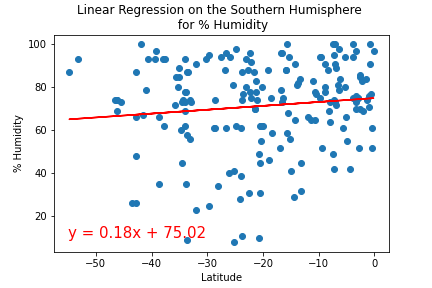 Linear Regression on the Southern Humisphere
for % Humidity
100
80
60
40
20
% Humidity
y = 0.18x + 75.02
−50
−40
−30
−20
−10
0
Latitude